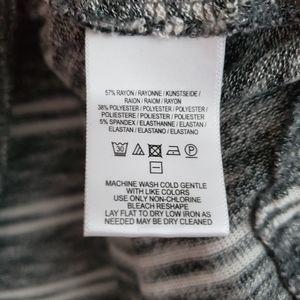 57% RAYON / RAYONNE / KUNSTSEIDE /
RAION / RAIOM / RAYON
38% POLYESTER / POLYESTER / POLYESTER /
POLIESTERE / POLIESTER / POLIESTER
5% SPANDEX / ELASTHANNE / ELASTAN /
ELASTAN / ELASTANO / ELASTANO
30
P
MACHINE WASH COLD GENTLE
WITH LIKE COLORS
USE ONLY NON-CHLORINE
BLEACH RESHAPE
LAY FLAT TO DRY LOW IRON AS
NEEDED MAY BE DRY CLEANED